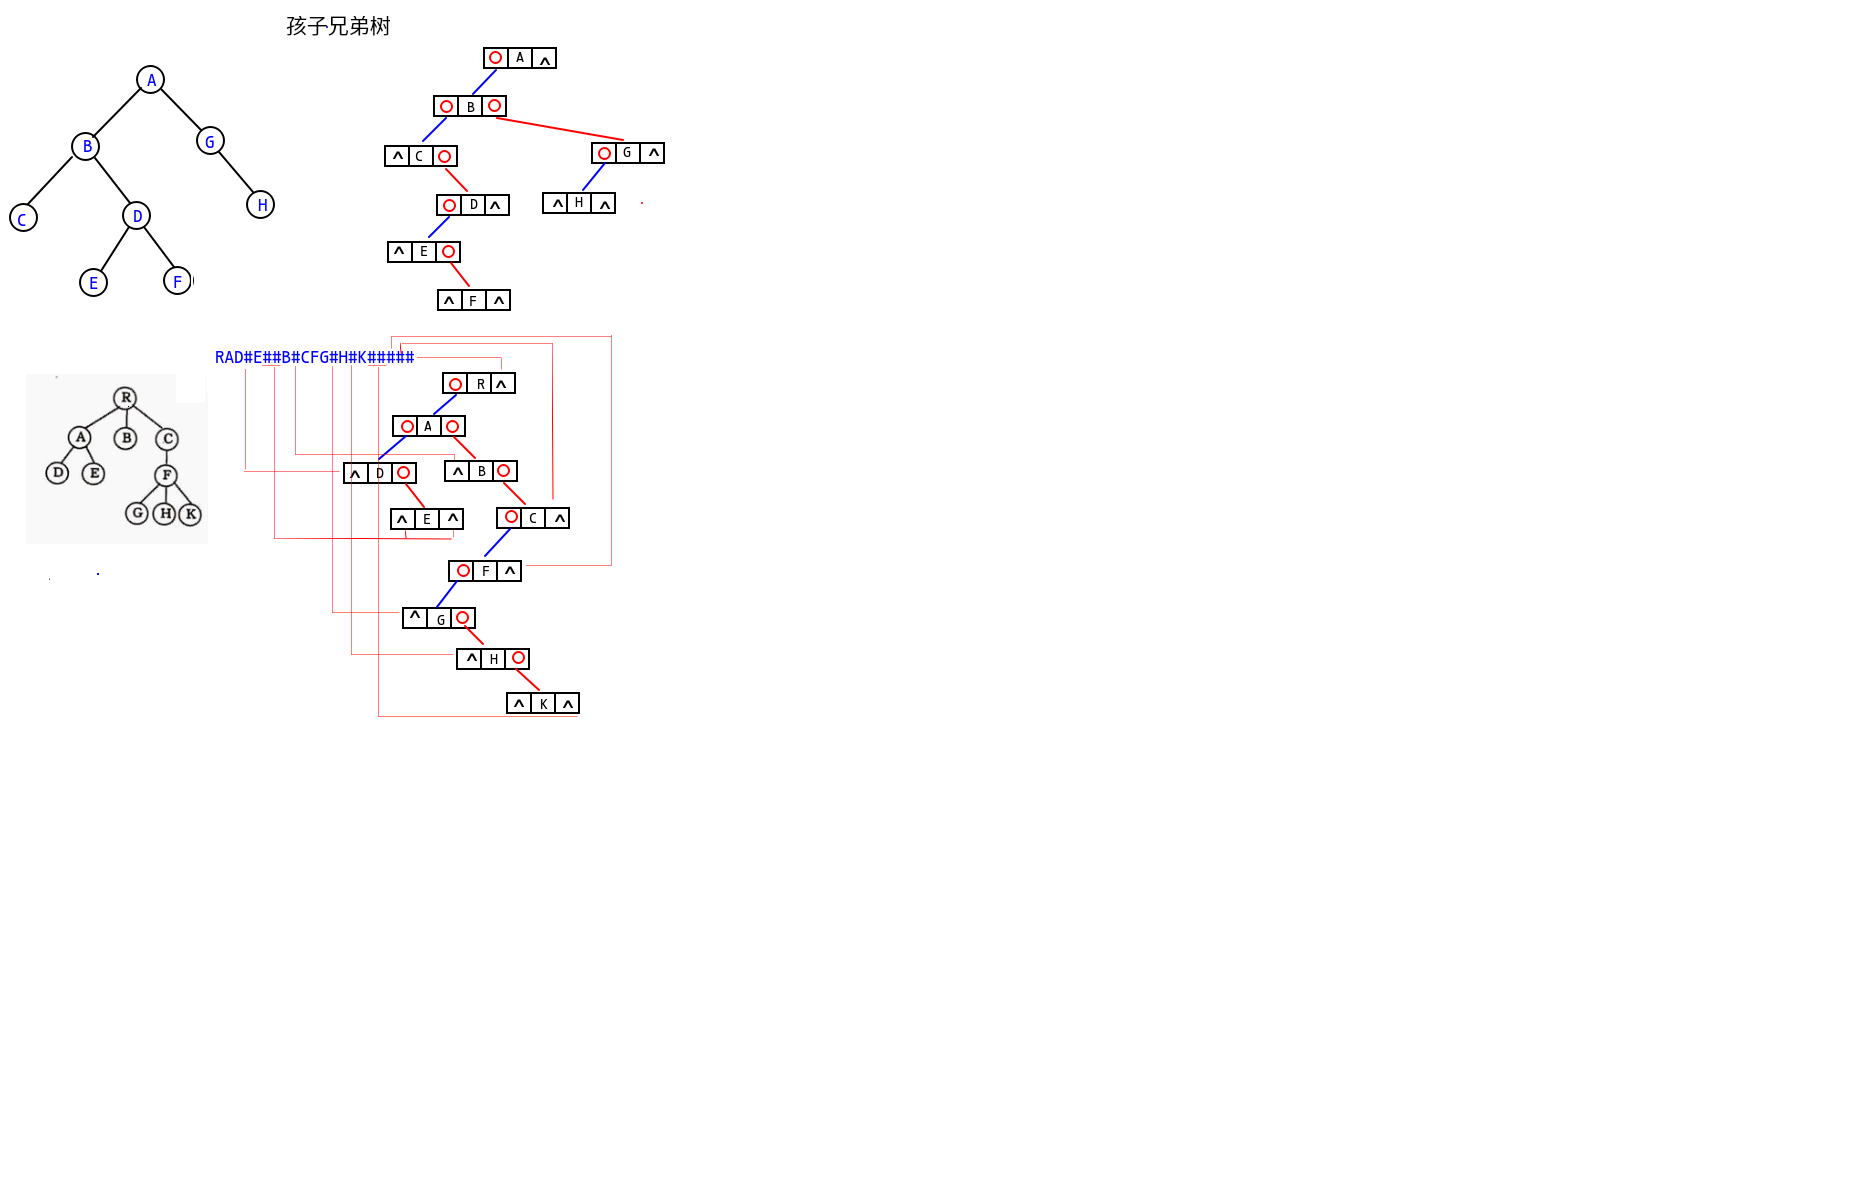 孩子兄弟树
A
B
G
C
D
H
E
F
A ^
B
^ C
G ^
D ^
^ H ^
^ E
^ F ^
RAD#E##B#CFG#H#K#####
R
A
B
C
D
E
F
G
H
K
R ^
A
^ D
^ B
^ E ^
C ^
F ^
^ G
^ H
^ K ^